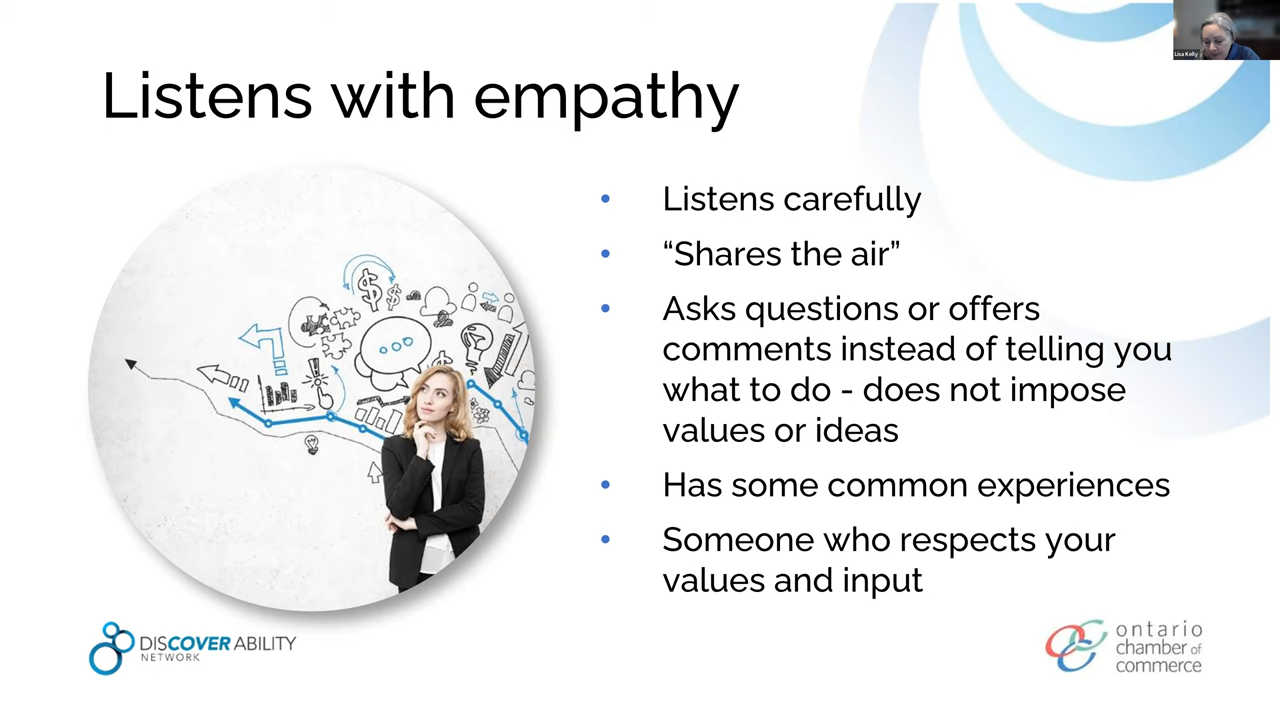 Lisa Kelly
Listens with empathy
• Listens carefully
• “Shares the air”
• Asks questions or offers
comments instead of telling you
what to do - does not impose
values or ideas
• Has some common experiences
• Someone who respects your
values and input
DISCOVER ABILITY
NETWORK
ontario
chamber of
commerce